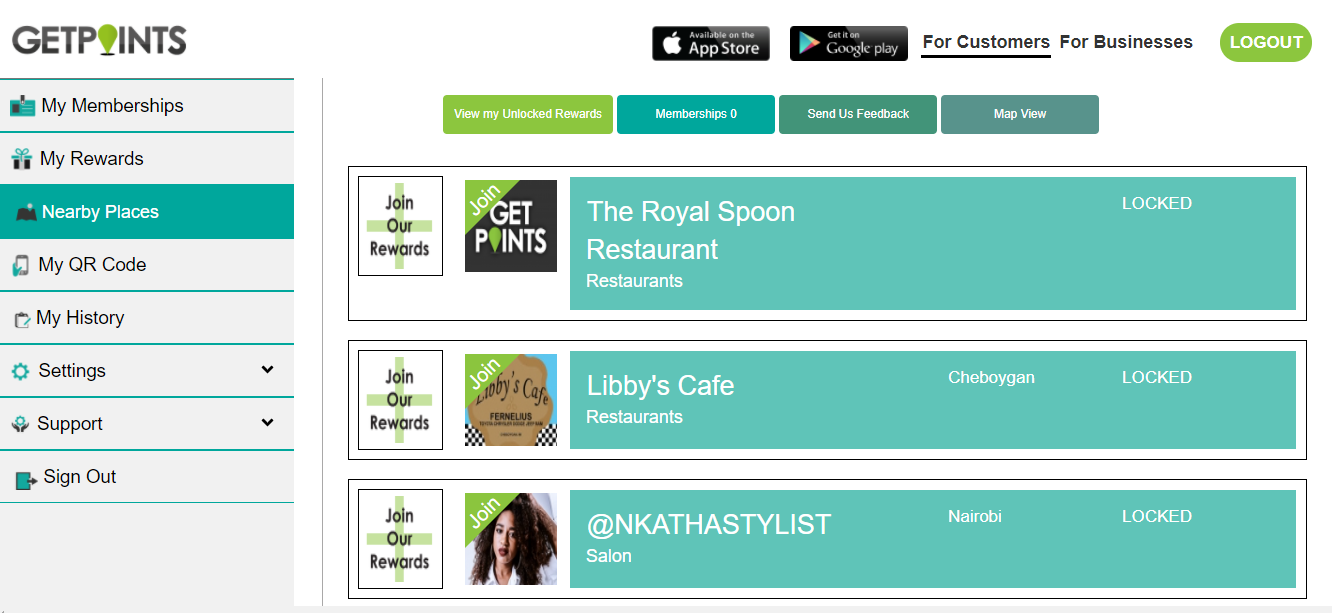 GETPOINTS
Available on the
App Store
Get it on
Google play
For Customers
For Businesses
LOGOUT
My Memberships
My Rewards
Nearby Places
My QR Code
My History
Settings
Support
Sign Out
View my Unlocked Rewards
Memberships 0
Send Us Feedback
Map View
Join
Our
Rewards
Join
GET
POINTS
The Royal Spoon
Restaurant
Restaurants
LOCKED
Join
Our
Rewards
Join
Libby's Cafe
FERNELIUS
Libby's Cafe
Restaurants
Cheboygan
LOCKED
Join
Our
Rewards
Join
@NKATHASTYLIST
Salon
Nairobi
LOCKED